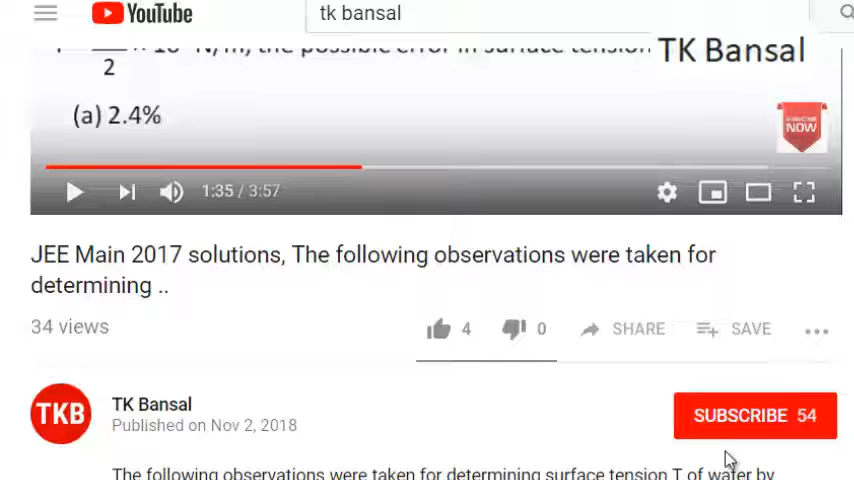 YouTube
tk bansal
N/m, the possible error in surface tension
2
TK Bansal
(a) 2.4%
SUBSCRIBE
NOW
1:35 / 3:57
JEE Main 2017 solutions, The following observations were taken for
determining ..
34 views
4
0
SHARE
SAVE
TKB
TK Bansal
SUBSCRIBE 54
Published on Nov 2, 2018
The following observations were taken for determining surface tension T of water by